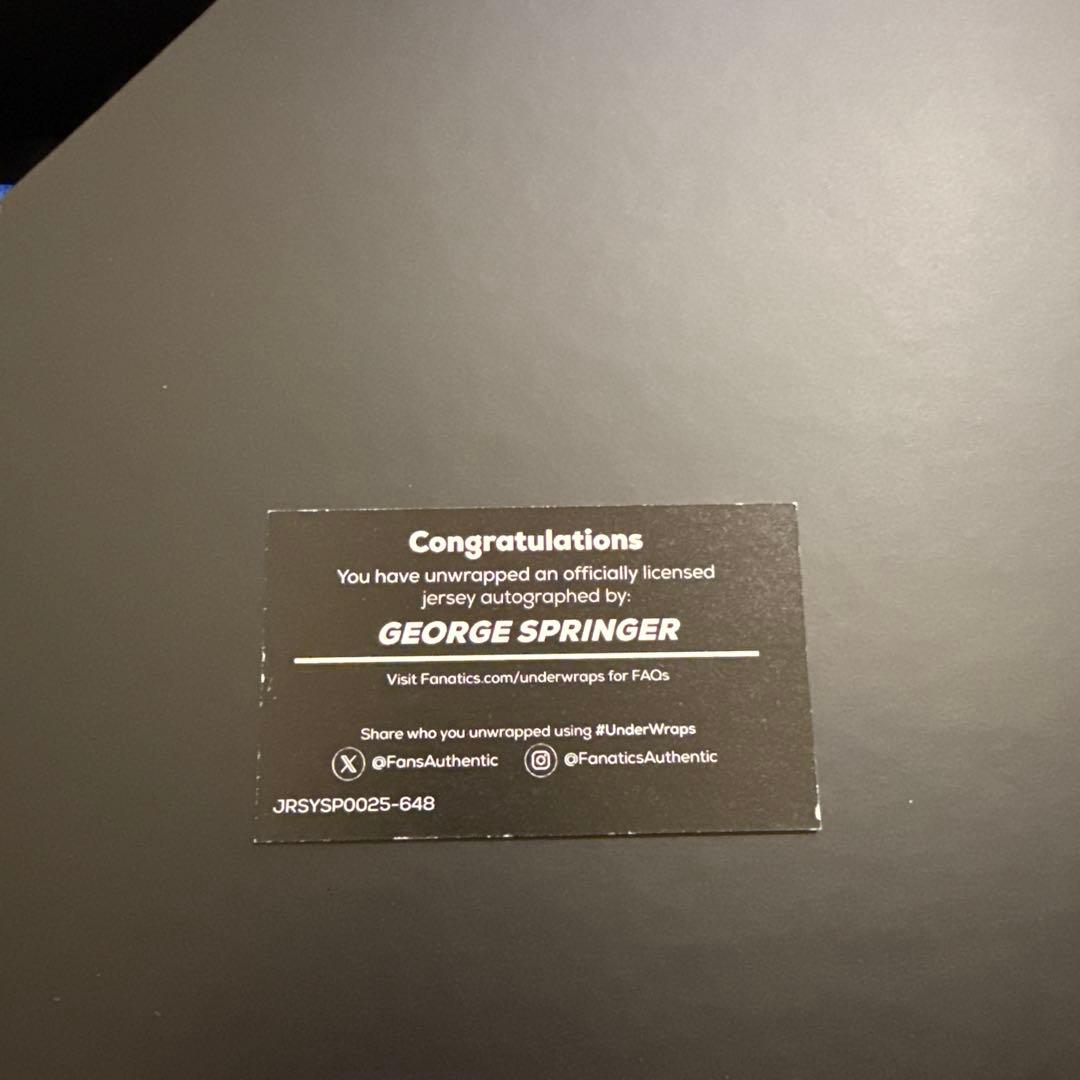 Congratulations
You have unwrapped an officially licensed
jersey autographed by:
GEORGE SPRINGER
Visit Fanatics.com/underwraps for FAQs
Share who you unwrapped using #UnderWraps
@FansAuthentic @FanaticsAuthentic
JRSYSP0025-648